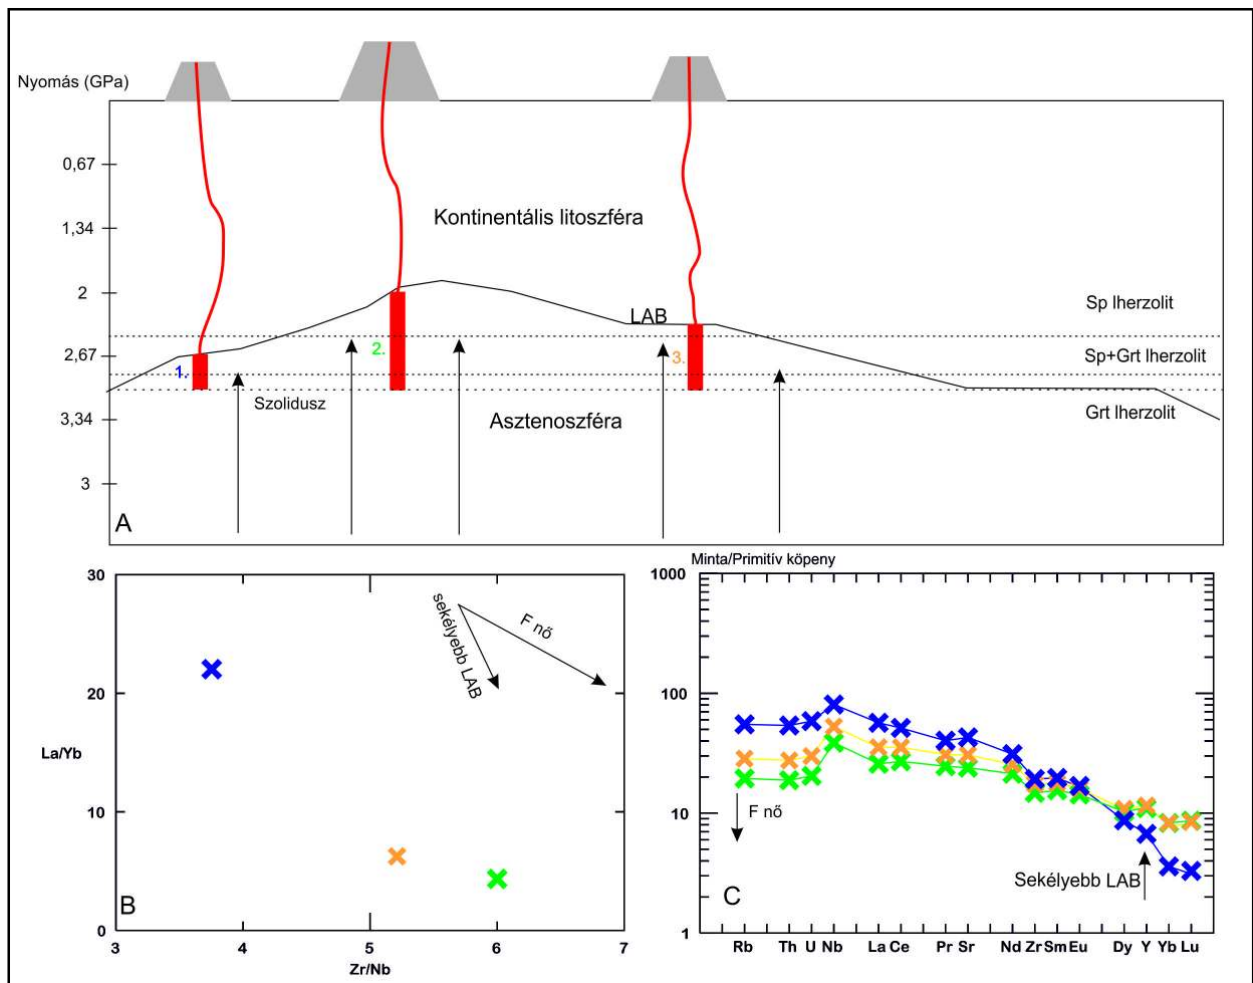 Nyomás (GPa)
0,67
1,34
2
2,67
3,34
3
Kontinentális litoszféra
LAB
Sp lherzolit
Sp+Grt lherzolit
Grt lherzolit
1.
2.
3.
Szolidusz
Asztenoszféra
A
30
20
10
0
La/Yb
sekélyebb LAB
F nő
B
3 4 5 6 7
Zr/Nb
Minta/Primitív köpeny
1000
100
10
1
F nő
Sekélyebb LAB
C
Rb Th U Nb La Ce Pr Sr Nd Zr Sm Eu Dy Y Yb Lu